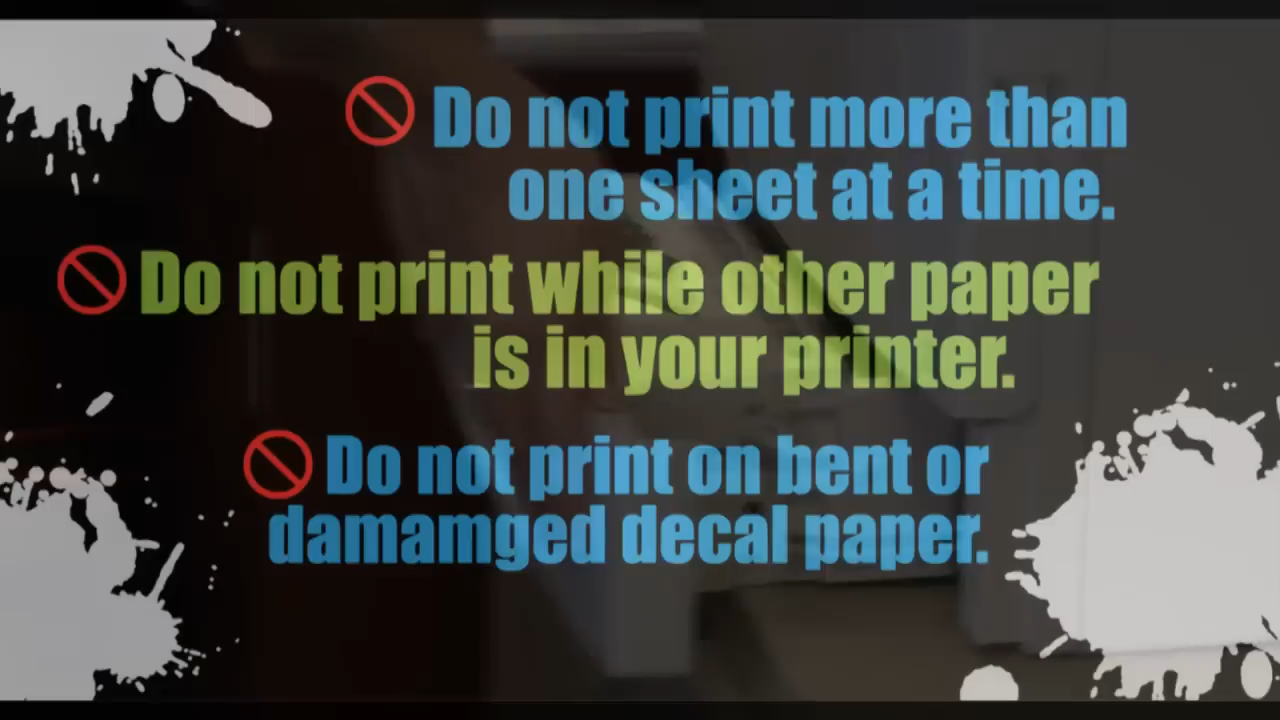 Do not print more than
one sheet at a time.
Do not print while other paper
is in your printer.
Do not print on bent or
damamged decal paper.